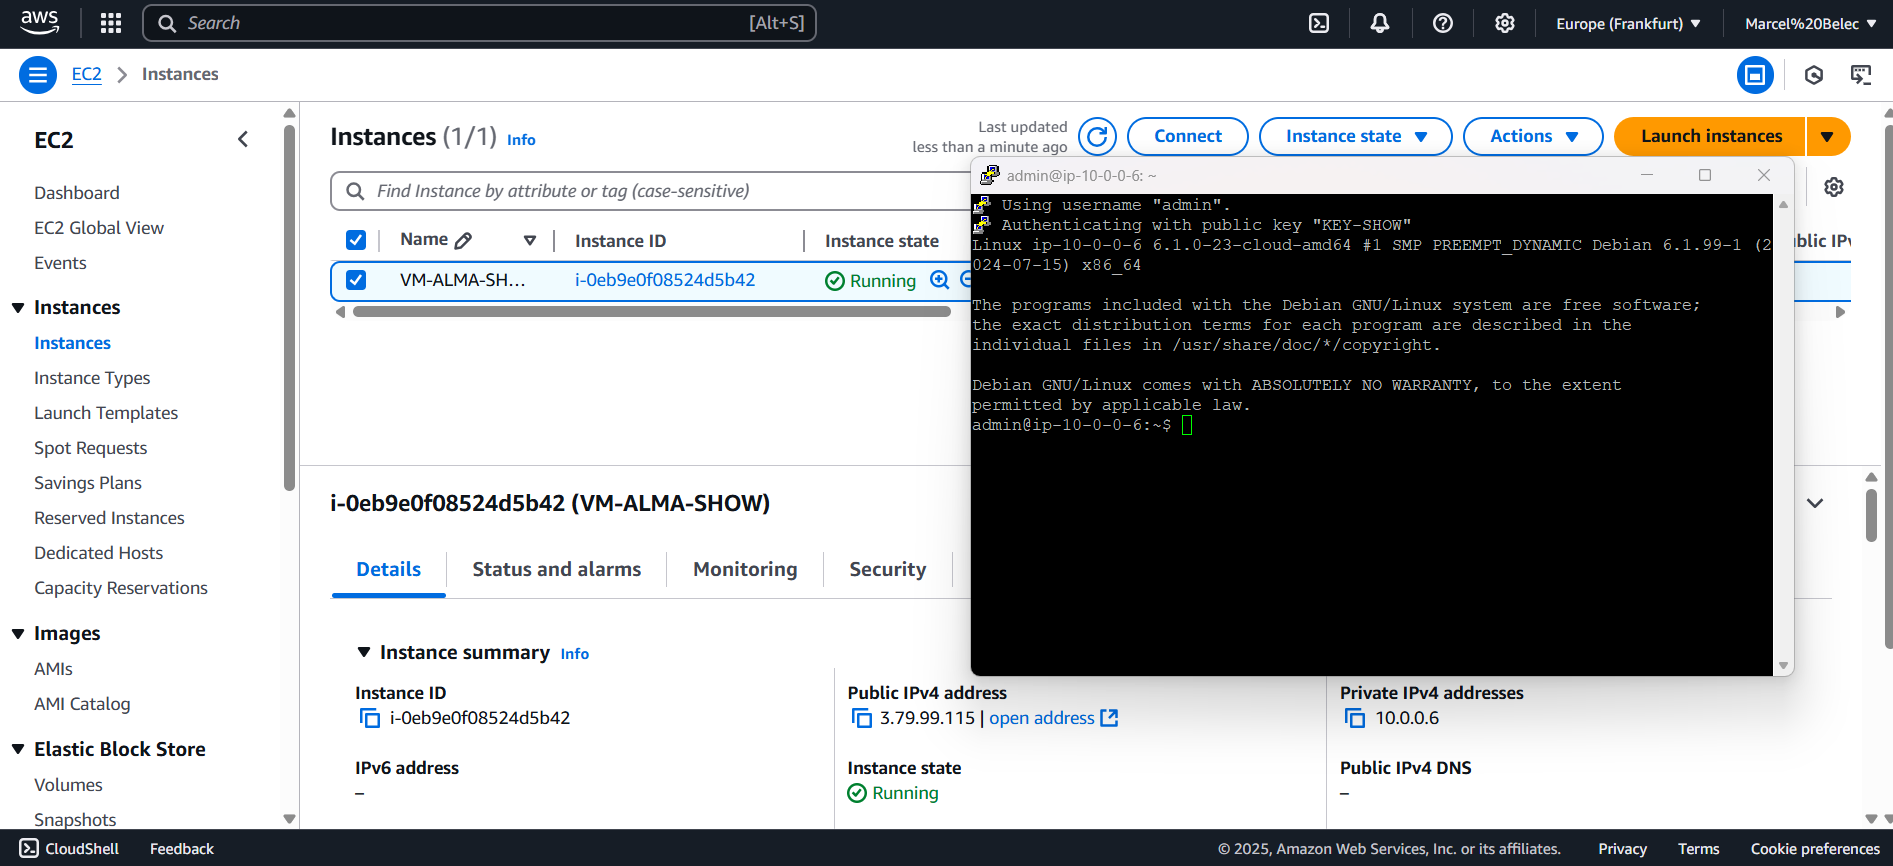 aws
Search [Alt+S]
Europe (Frankfurt)
Marcel%20Belec
EC2 Instances
EC2
Dashboard
EC2 Global View
Events
Instances
Instances
Instance Types
Launch Templates
Spot Requests
Savings Plans
Reserved Instances
Dedicated Hosts
Capacity Reservations
Images
AMIs
AMI Catalog
Elastic Block Store
Volumes
Snapshots
Instances (1/1) Info
Last updated
less than a minute ago
Connect
Instance state
Actions
Launch instances
Find Instance by attribute or tag (case-sensitive)
Name
Instance ID
Instance state
VM-ALMA-SH...
i-0eb9e0f08524d5b42
Running
admin@ip-10-0-0-6: ~
Using username "admin".
Authenticating with public key "KEY-SHOW"
Linux ip-10-0-0-6 6.1.0-23-cloud-amd64 #1 SMP PREEMPT_DYNAMIC Debian 6.1.99-1 (2
024-07-15) x86_64
The programs included with the Debian GNU/Linux system are free software;
the exact distribution terms for each program are described in the
individual files in /usr/share/doc/*/copyright.
Debian GNU/Linux comes with ABSOLUTELY NO WARRANTY, to the extent
permitted by applicable law.
admin@ip-10-0-0-6:~$
i-0eb9e0f08524d5b42 (VM-ALMA-SHOW)
Details
Status and alarms
Monitoring
Security
Instance summary Info
Instance ID
i-0eb9e0f08524d5b42
Public IPv4 address
3.79.99.115 | open address
Private IPv4 addresses
10.0.0.6
IPv6 address
–
Instance state
Running
Public IPv4 DNS
–
CloudShell
Feedback
© 2025, Amazon Web Services, Inc. or its affiliates.
Privacy
Terms
Cookie preferences